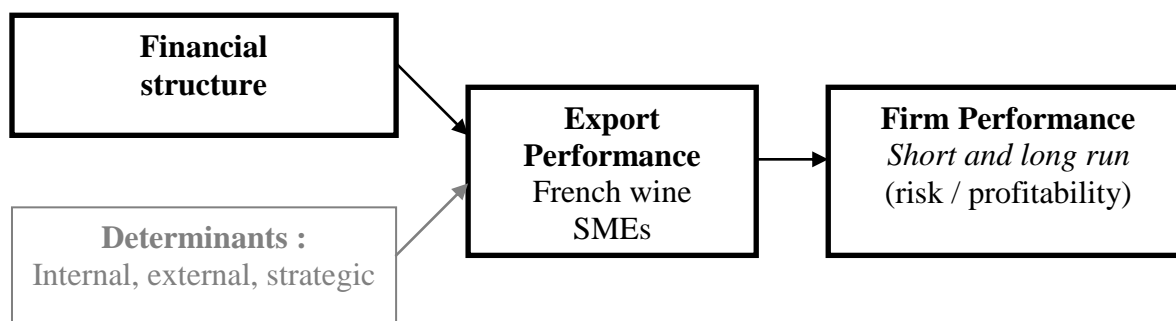 Financial
structure
Determinants :
Internal, external, strategic
Export
Performance
French wine
SMEs
Firm Performance
Short and long run
(risk / profitability)